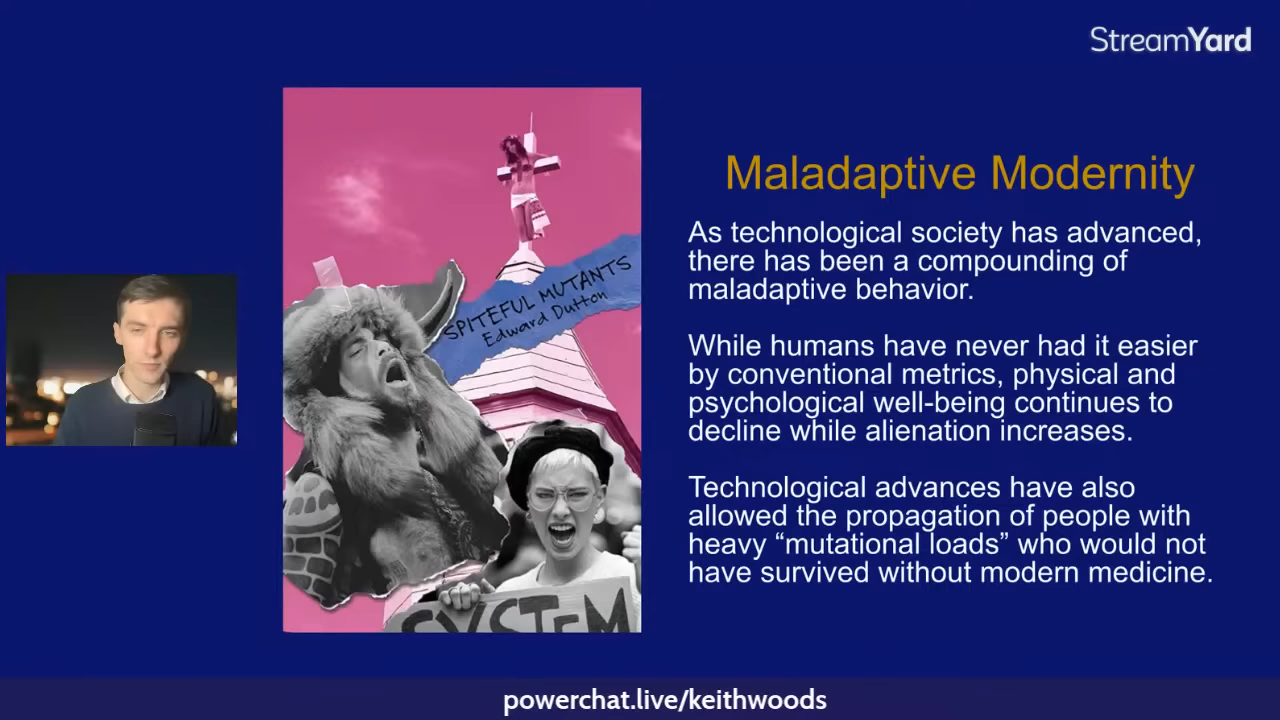 StreamYard
SPITEFUL MUTANTS
Edward Dutton
SYSTEM
Maladaptive Modernity
As technological society has advanced,
there has been a compounding of
maladaptive behavior.
While humans have never had it easier
by conventional metrics, physical and
psychological well-being continues to
decline while alienation increases.
Technological advances have also
allowed the propagation of people with
heavy “mutational loads” who would not
have survived without modern medicine.
powerchat.live/keithwoods